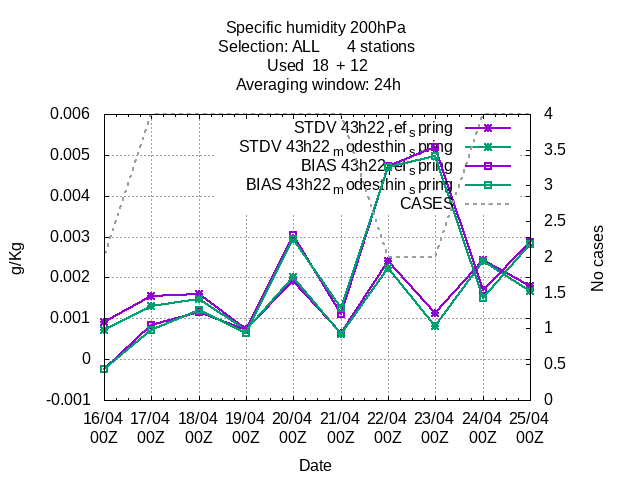 Specific humidity 200hPa
Selection: ALL 4 stations
Used 18 + 12
Averaging window: 24h
0.006
0.005
0.004
0.003
0.002
0.001
0
-0.001
g/Kg
4
3.5
3
2.5
2
1.5
1
0.5
0
No cases
STDV 43h22_ref_spring
STDV 43h22_modesthin_spring
BIAS 43h22_ref_spring
BIAS 43h22_modesthin_spring
CASES
16/04 17/04 18/04 19/04 20/04 21/04 22/04 23/04 24/04 25/04
00Z 00Z 00Z 00Z 00Z 00Z 00Z 00Z 00Z 00Z
Date